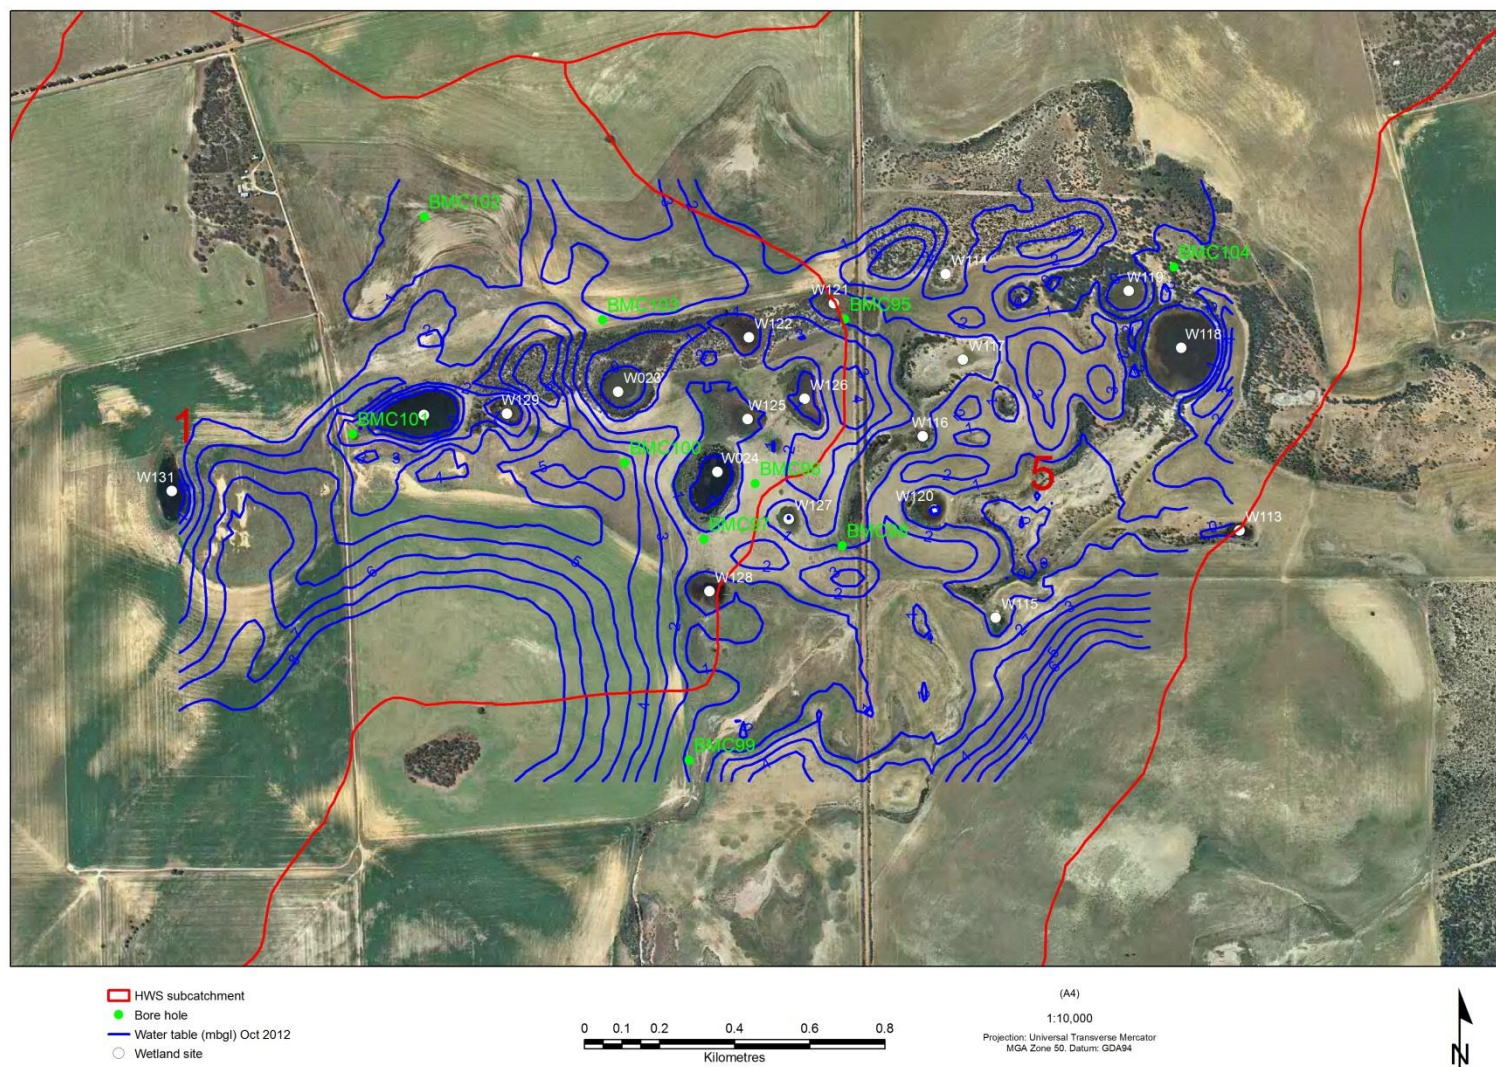 BMC102
BMC104
W114
W119
W121
BMC103
BMC95
W122
W118
W117
W023
W126
W129
W125
1
BMC101
W116
BMC100
W024
5
W131
BMC96
W120
W127
W113
BMC97
W128
W115
BMC99
HWS subcatchment
Bore hole
Water table (mbgl) Oct 2012
Wetland site
0 0.1 0.2 0.4 0.6 0.8
Kilometres
(A4)
1:10,000
Projection: Universal Transverse Mercator
MGA Zone 50. Datum: GDA94
N